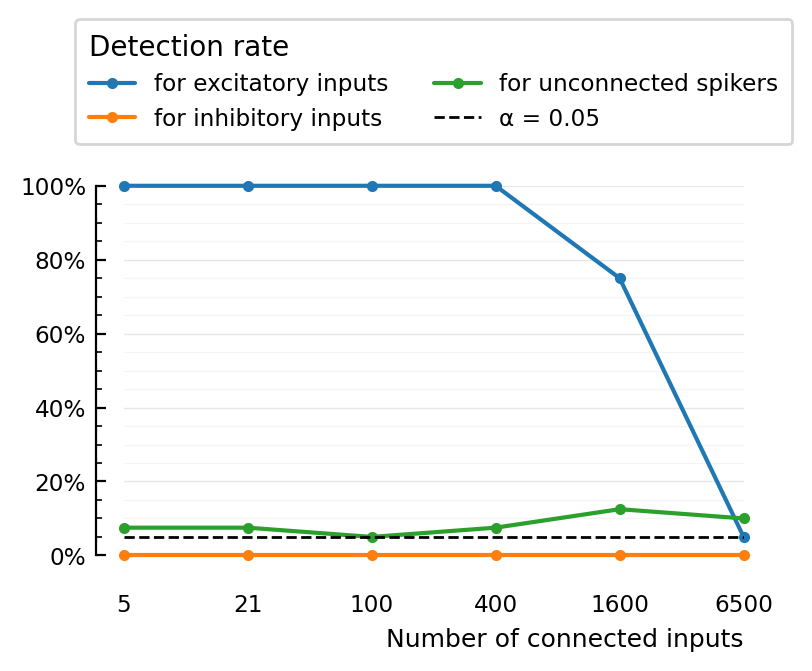 Detection rate
for excitatory inputs
for unconnected spikers
for inhibitory inputs
α = 0.05
100%
80%
60%
40%
20%
0%
5 21 100 400 1600 6500
Number of connected inputs